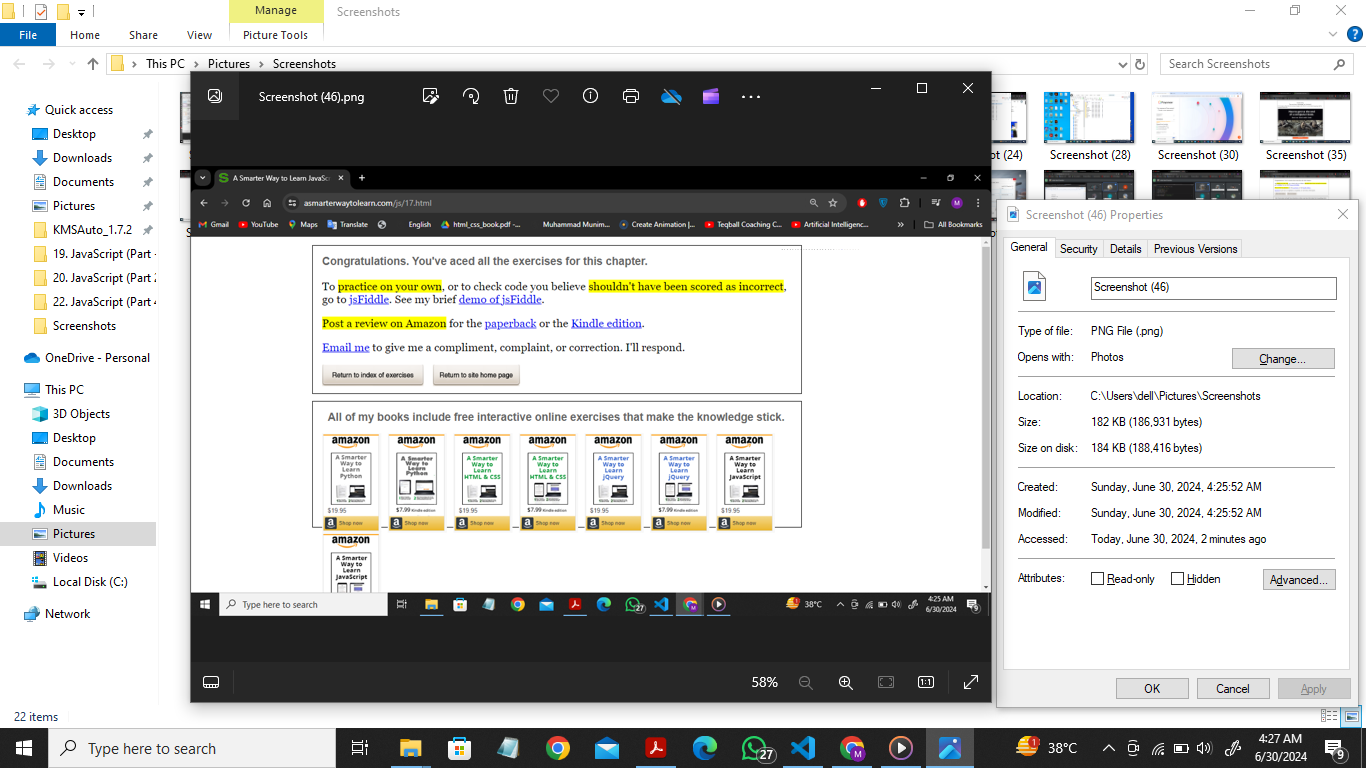 Manage
Screenshots
File
Home
Share
View
Picture Tools
This PC
Pictures
Screenshots
Search Screenshots
Quick access
Desktop
Downloads
Documents
Pictures
KMSAuto_1.7.2
19. JavaScript (Part
20. JavaScript (Part 2
22. JavaScript (Part 4
Screenshots
OneDrive - Personal
This PC
3D Objects
Desktop
Documents
Downloads
Music
Pictures
Videos
Local Disk (C:)
Network
22 items
Screenshot (46).png
A Smarter Way to Learn JavaSc
asmarterwaytolearn.com/js/17.html
Gmail
YouTube
Maps
Translate
English
html_css_book.pdf -...
Muhammad Munim...
Create Animation |...
Teqball Coaching C...
Artificial Intelligenc...
»
All Bookmarks
Congratulations. You've aced all the exercises for this chapter.
To practice on your own, or to check code you believe shouldn't have been scored as incorrect,
go to jsFiddle. See my brief demo of jsFiddle.
Post a review on Amazon for the paperback or the Kindle edition.
Email me to give me a compliment, complaint, or correction. I'll respond.
Return to index of exercises
Return to site home page
All of my books include free interactive online exercises that make the knowledge stick.
amazon
A Smarter
Way to
Learn
Python
$19.95
Shop now
amazon
A Smarter
Way to
Learn
Python
$7.99 Kindle edition
Shop now
amazon
A Smarter
Way to
Learn
HTML & CSS
$19.95
Shop now
amazon
A Smarter
Way to
Learn
HTML & CSS
$7.99 Kindle edition
Shop now
amazon
A Smarter
Way to
Learn
jQuery
$19.95
Shop now
amazon
A Smarter
Way to
Learn
jQuery
$7.99 Kindle edition
Shop now
amazon
A Smarter
Way to
Learn
JavaScript
$19.95
Shop now
amazon
A Smarter
Way to
Learn
JavaScript
Type here to search
27
38°C
4:25 AM
6/30/2024
9
58%
1:1
ot (24)
Screenshot (28)
Screenshot (30)
Screenshot (35)
Screenshot (46) Properties
General
Security
Details
Previous Versions
Screenshot (46)
Type of file:
PNG File (.png)
Opens with:
Photos
Change...
Location:
C:\Users\dell\Pictures\Screenshots
Size:
182 KB (186,931 bytes)
Size on disk:
184 KB (188,416 bytes)
Created:
Sunday, June 30, 2024, 4:25:52 AM
Modified:
Sunday, June 30, 2024, 4:25:52 AM
Accessed:
Today, June 30, 2024, 2 minutes ago
Attributes:
Read-only
Hidden
Advanced...
OK
Cancel
Apply
Type here to search
27
38°C
4:27 AM
6/30/2024
9